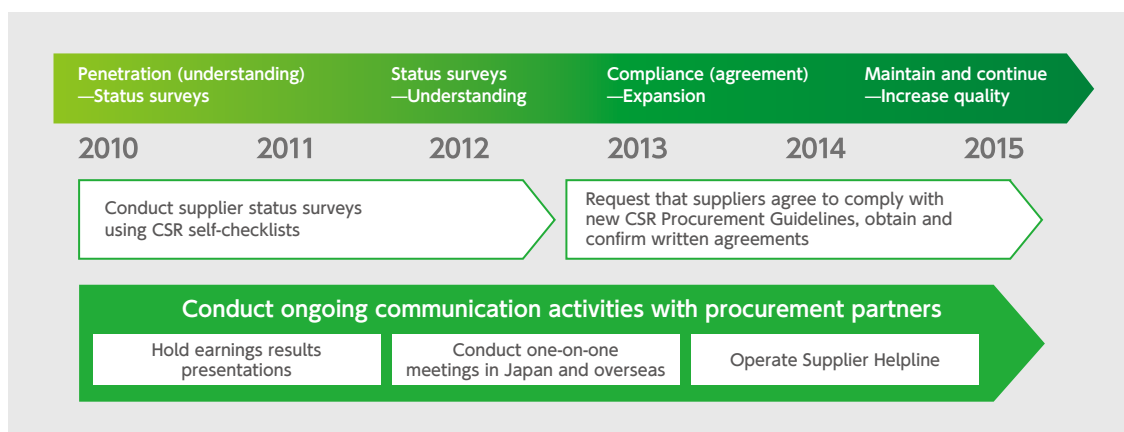 Penetration (understanding)
—Status surveys
Status surveys
—Understanding
Compliance (agreement)
—Expansion
Maintain and continue
—Increase quality
2010 2011 2012 2013 2014 2015
Conduct supplier status surveys
using CSR self-checklists
Request that suppliers agree to comply with
new CSR Procurement Guidelines, obtain and
confirm written agreements
Conduct ongoing communication activities with procurement partners
Hold earnings results
presentations
Conduct one-on-one
meetings in Japan and overseas
Operate Supplier Helpline